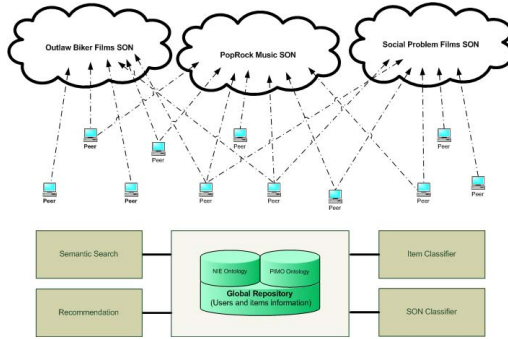 Outlaw Biker Films SON
PopRock Music SON
Social Problem Films SON
Peer
Peer
Peer
Peer
Peer
Peer
Peer
Peer
Peer
Peer
Peer
Semantic Search
Item Classifier
NIE Ontology
PIMO Ontology
Global Repository
(Users and items information)
Recommendation
SON Classifier